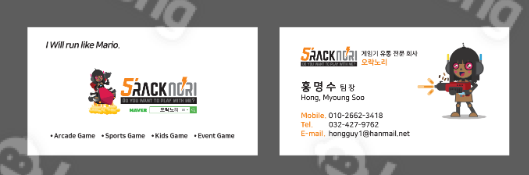 I Will run like Mario.
5RACKNORI
DO YOU WANT TO PLAY WITH ME?
NAVER 오락노리
•Arcade Game •Sports Game •Kids Game •Event Game
5RACKNORI
게임기 유통 전문 회사
오락노리
홍명수 팀장
Hong, Myoung Soo
Mobile. 010-2662-3418
Tel. 032-427-9762
E-mail. hongguy1@hanmail.net